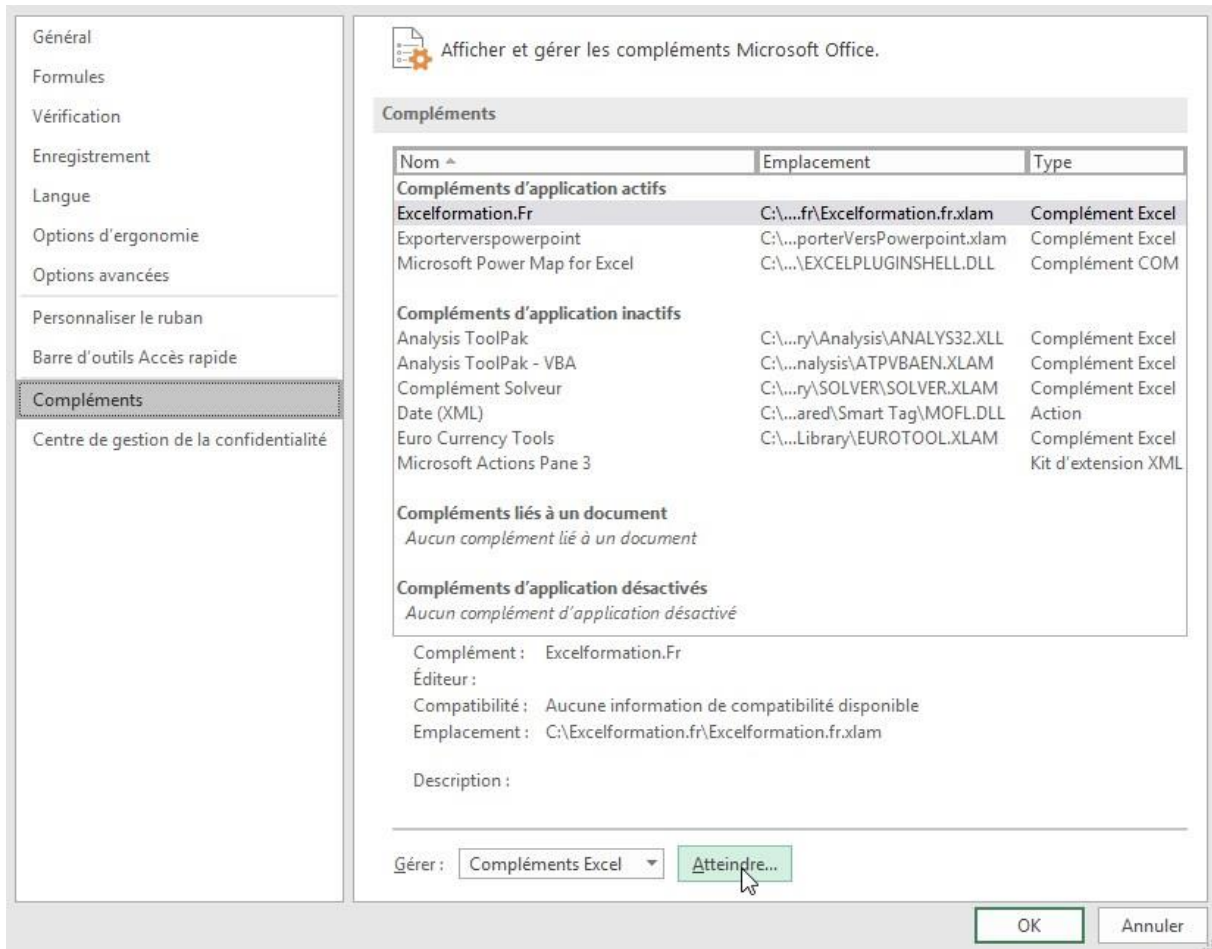 Général
Formules
Vérification
Enregistrement
Langue
Options d'ergonomie
Options avancées
Personnaliser le ruban
Barre d'outils Accès rapide
Compléments
Centre de gestion de la confidentialité
Afficher et gérer les compléments Microsoft Office.
Compléments
Nom Emplacement Type
Compléments d'application actifs
Excelformation.Fr C:\....fr\Excelformation.fr.xlam Complément Excel
Exporterverspowerpoint C:\...porterVersPowerpoint.xlam Complément Excel
Microsoft Power Map for Excel C:\...\EXCELPLUGINSHELL.DLL Complément COM
Compléments d'application inactifs
Analysis ToolPak C:\...ry\Analysis\ANALYS32.XLL Complément Excel
Analysis ToolPak - VBA C:\...nalysis\ATPVBAEN.XLAM Complément Excel
Complément Solveur C:\...ry\SOLVER\SOLVER.XLAM Complément Excel
Date (XML) C:\...ared\Smart Tag\MOFL.DLL Action
Euro Currency Tools C:\...Library\EUROTOOL.XLAM Complément Excel
Microsoft Actions Pane 3 Kit d'extension XML
Compléments liés à un document
Aucun complément lié à un document
Compléments d'application désactivés
Aucun complément d'application désactivé
Complément : Excelformation.Fr
Éditeur :
Compatibilité : Aucune information de compatibilité disponible
Emplacement : C:\Excelformation.fr\Excelformation.fr.xlam
Description :
Gérer : Compléments Excel Atteindre...
OK Annuler